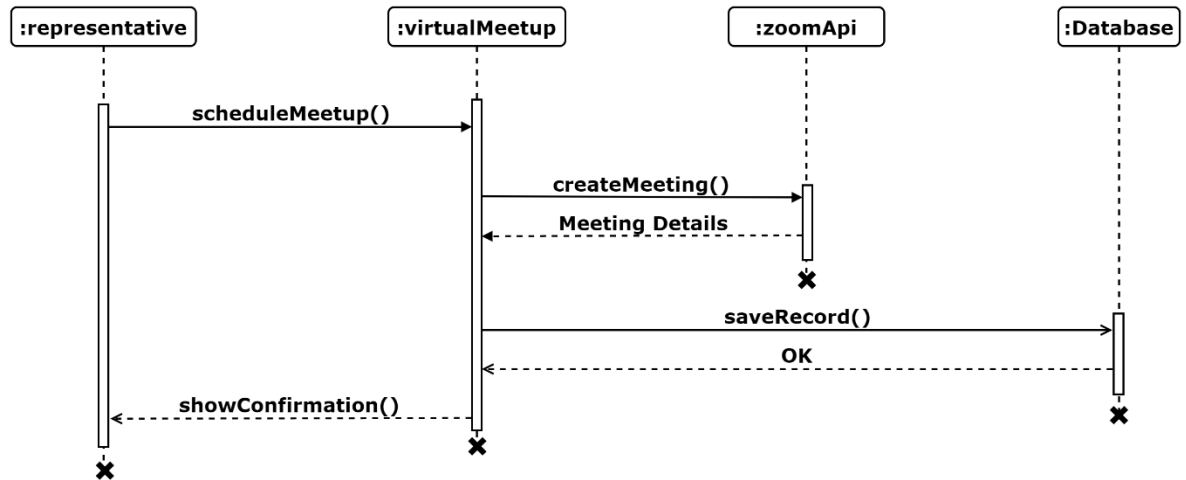 :representative
:virtualMeetup
:zoomApi
:Database
scheduleMeetup()
createMeeting()
Meeting Details
saveRecord()
OK
showConfirmation()